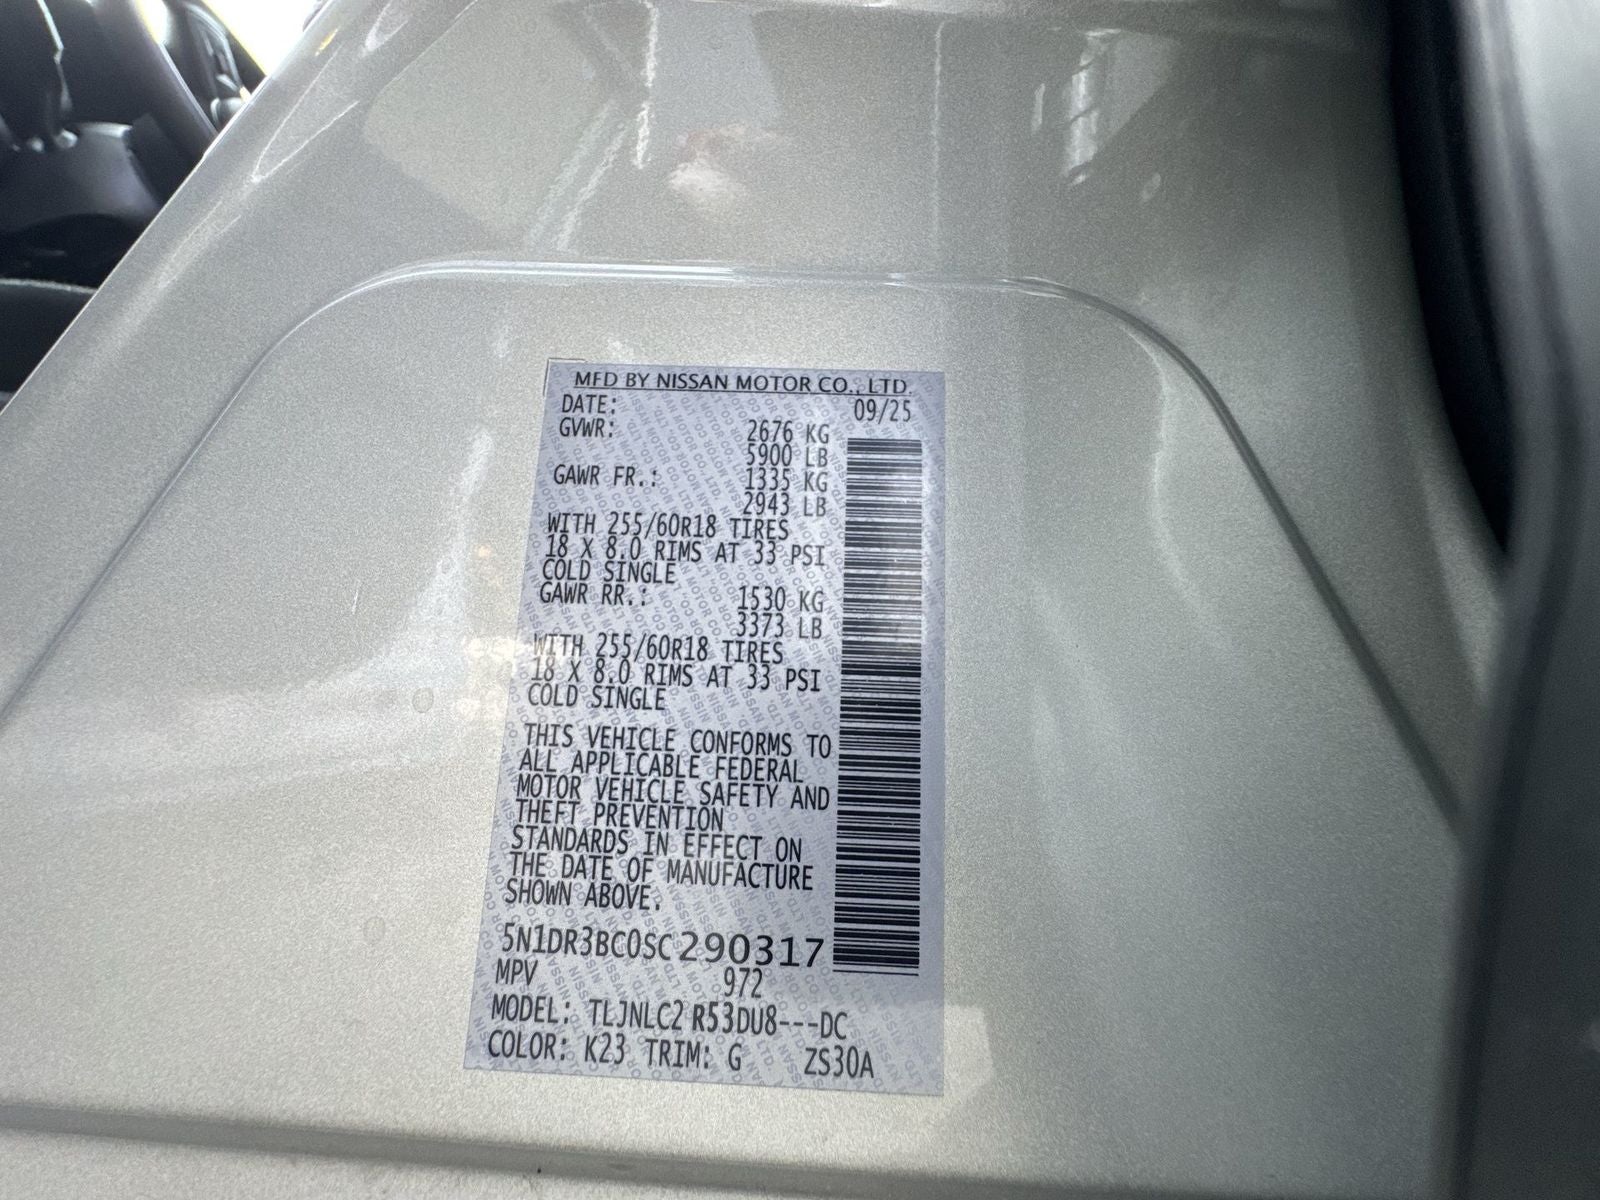 MFD BY NISSAN MOTOR CO., LTD.
DATE: 09/25
GVWR: 2676 KG
5900 LB
GAWR FR.: 1335 KG
2943 LB
WITH 255/60R18 TIRES
18 X 8.0 RIMS AT 33 PSI
COLD SINGLE
GAWR RR.: 1530 KG
3373 LB
WITH 255/60R18 TIRES
18 X 8.0 RIMS AT 33 PSI
COLD SINGLE
THIS VEHICLE CONFORMS TO
ALL APPLICABLE FEDERAL
MOTOR VEHICLE SAFETY AND
THEFT PREVENTION
STANDARDS IN EFFECT ON
THE DATE OF MANUFACTURE
SHOWN ABOVE.
5N1DR3BC0SC290317
MPV 972
MODEL: TLJNLC2 R53DU8---DC
COLOR: K23 TRIM: G ZS30A